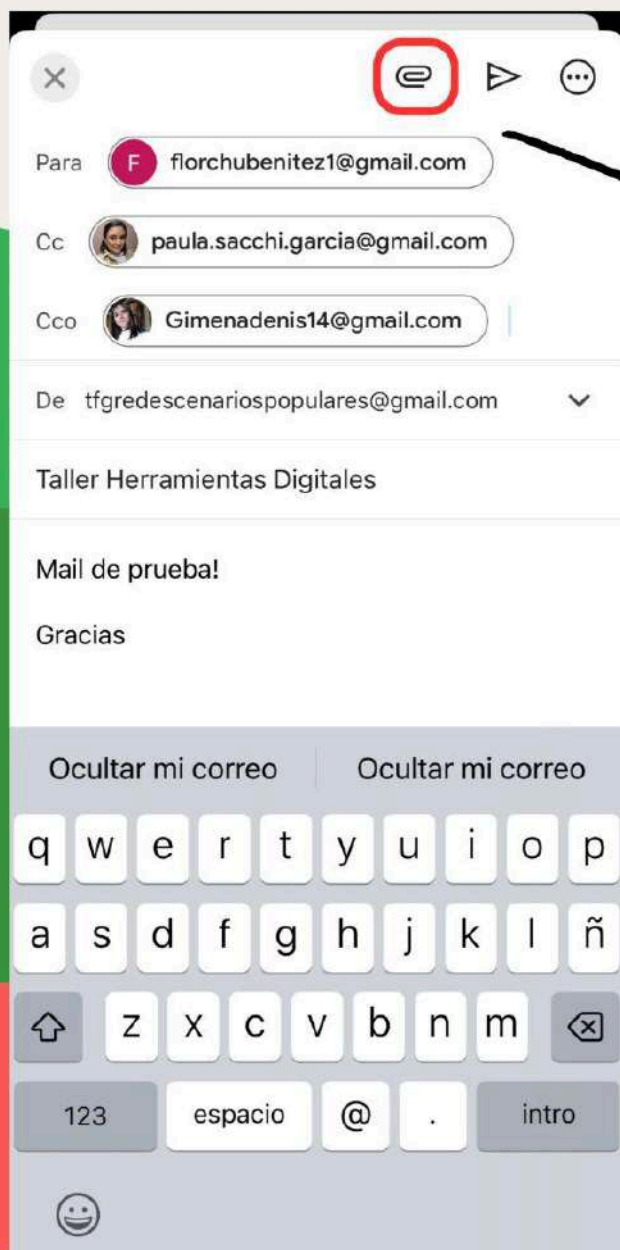 Para F florchubenitez1@gmail.com
Cc paula.sacchi.garcia@gmail.com
Cco Gimenadenis14@gmail.com
De tfgredescenariospopulares@gmail.com
Taller Herramientas Digitales
Mail de prueba!
Gracias
Ocultar mi correo Ocultar mi correo
q w e r t y u i o p
a s d f g h j k l ñ
z x c v b n m
123 espacio @ . intro